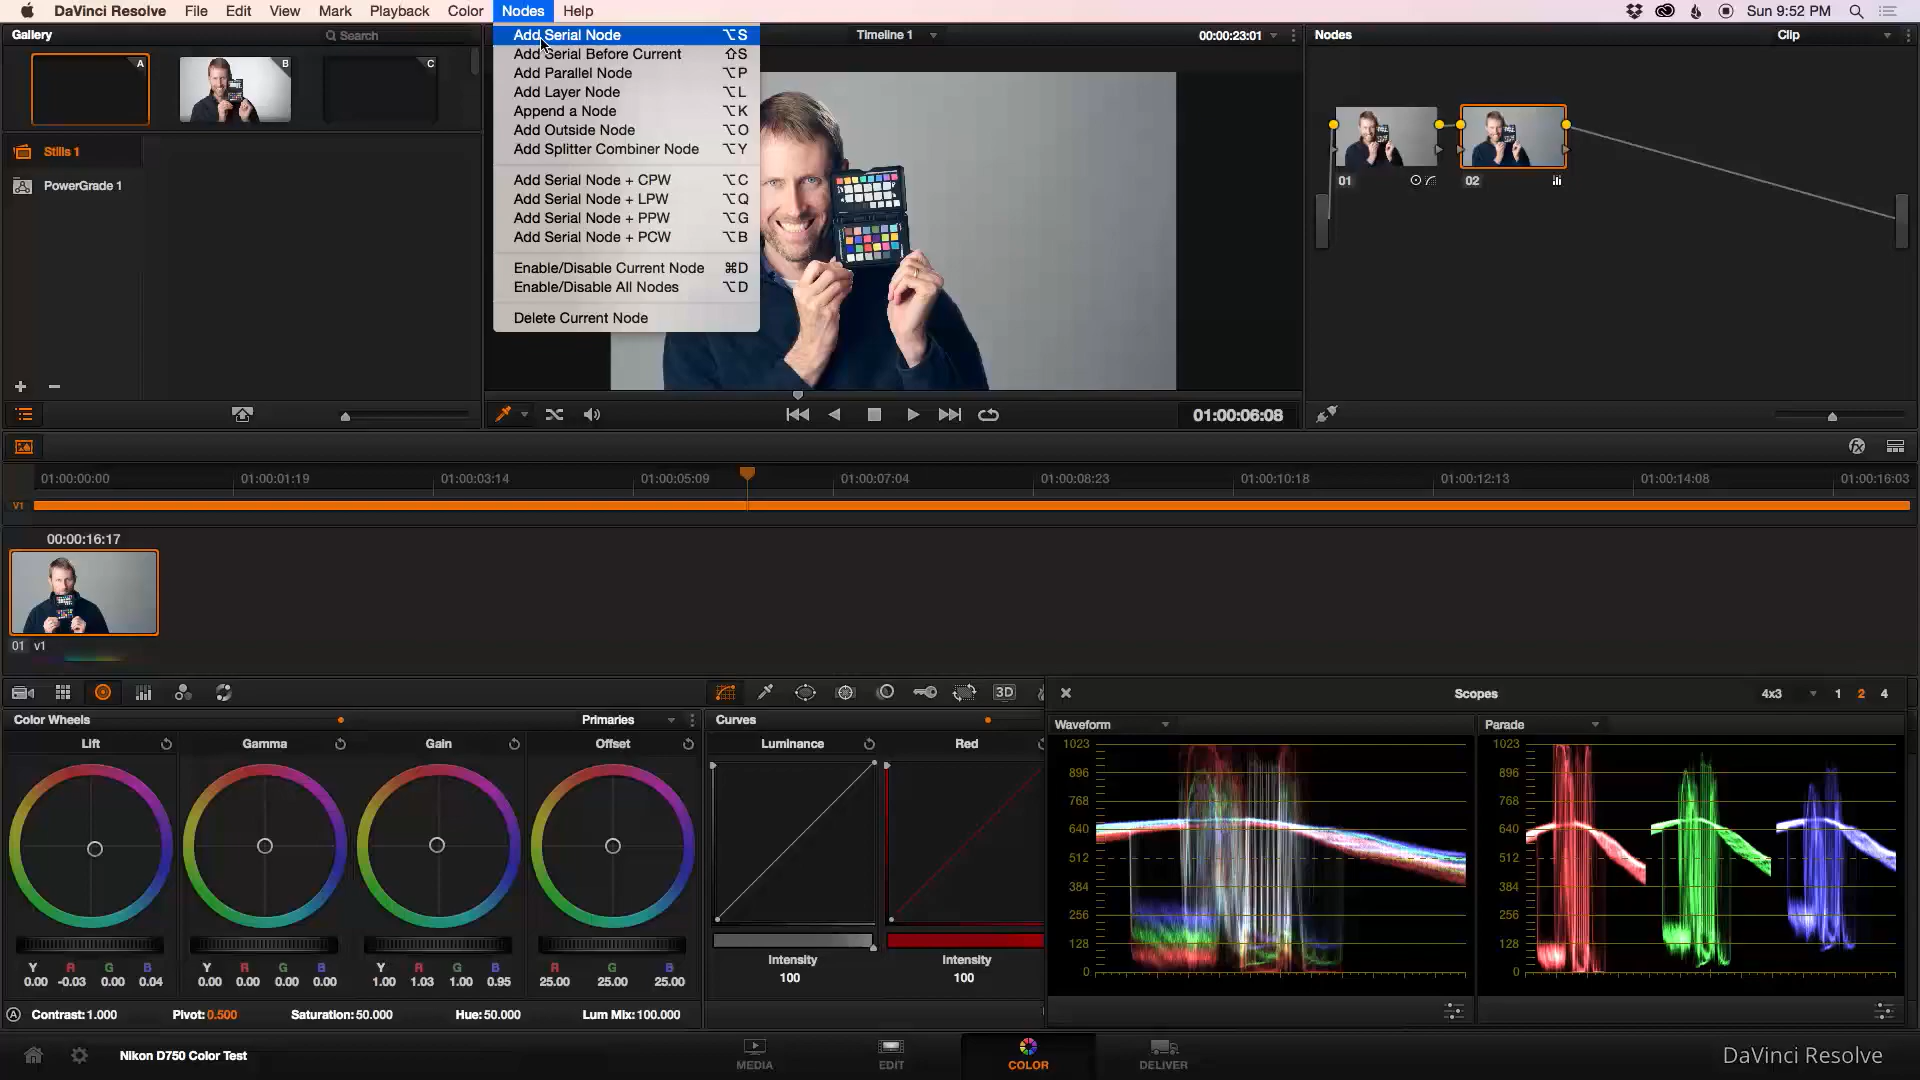 DaVinci Resolve File Edit View Mark Playback Color Nodes Help Sun 9:52 PM
Gallery Search Timeline 1 00:00:23:01 Nodes Clip
A B C
Stills 1
PowerGrade 1
Add Serial Node ⌥S
Add Serial Before Current ⇧S
Add Parallel Node ⌥P
Add Layer Node ⌥L
Append a Node ⌥K
Add Outside Node ⌥O
Add Splitter Combiner Node ⌥Y
Add Serial Node + CPW ⌥C
Add Serial Node + LPW ⌥Q
Add Serial Node + PPW ⌥G
Add Serial Node + PCW ⌥B
Enable/Disable Current Node ⌘D
Enable/Disable All Nodes ⌥D
Delete Current Node
01 02
01:00:06:08
01:00:00:00 01:00:01:19 01:00:03:14 01:00:05:09 01:00:07:04 01:00:08:23 01:00:10:18 01:00:12:13 01:00:14:08 01:00:16:03
V1
00:00:16:17
01 v1
3D
Color Wheels Primaries
Lift Gamma Gain Offset
Y R G B Y R G B Y R G B R G B
0.00 -0.03 0.00 0.04 0.00 0.00 0.00 0.00 1.00 1.03 1.00 0.95 25.00 25.00 25.00
A Contrast:1.000 Pivot:0.500 Saturation:50.000 Hue:50.000 Lum Mix:100.000
Curves
Luminance Red
Intensity Intensity
100 100
Scopes 4x3 1 2 4
Waveform Parade
1023 1023
896 896
768 768
640 640
512 512
384 384
256 256
128 128
0 0
Nikon D750 Color Test
MEDIA EDIT COLOR DELIVER
DaVinci Resolve